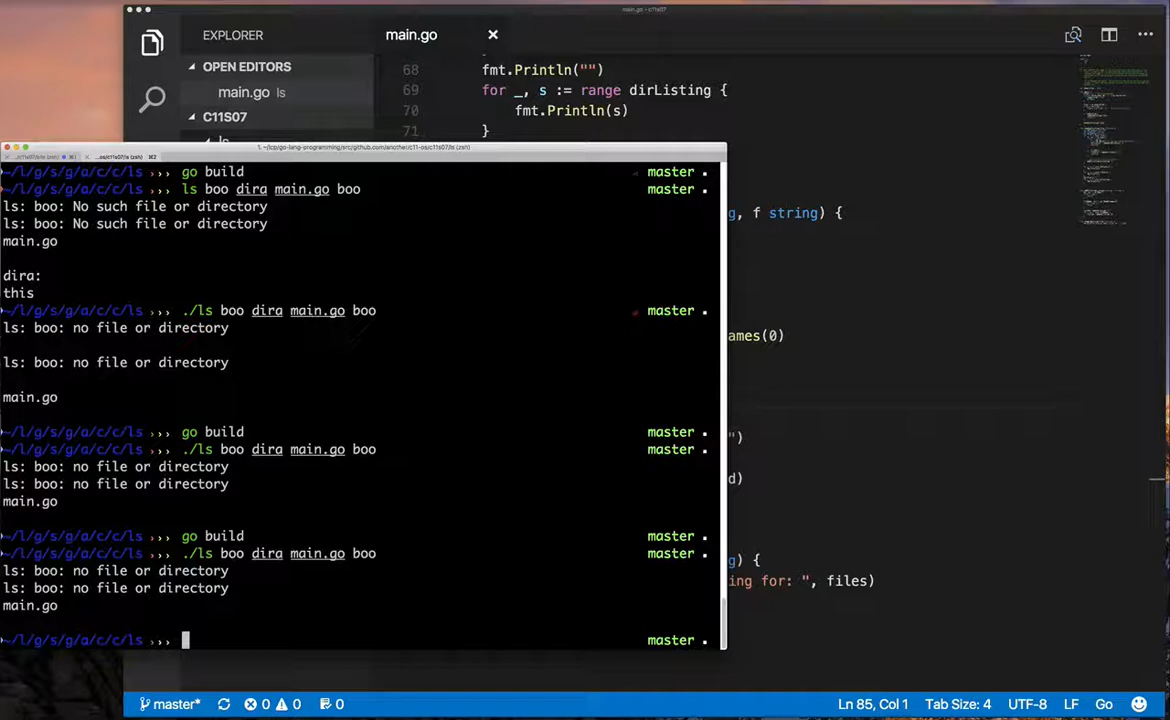 main.go - c11s07
EXPLORER
main.go
OPEN EDITORS
main.go ls
C11S07
ls
68 fmt.Println("")
69 for _, s := range dirListing {
70 fmt.Println(s)
71 }
g, f string) {
ames(0)
")
d)
g) {
ing for: ", files)
~/l/g/s/g/a/c/c/ls ››› go build master
~/l/g/s/g/a/c/c/ls ››› ls boo dira main.go boo master
ls: boo: No such file or directory
ls: boo: No such file or directory
main.go
dira:
this
~/l/g/s/g/a/c/c/ls ››› ./ls boo dira main.go boo master
ls: boo: no file or directory
ls: boo: no file or directory
main.go
~/l/g/s/g/a/c/c/ls ››› go build master
~/l/g/s/g/a/c/c/ls ››› ./ls boo dira main.go boo master
ls: boo: no file or directory
ls: boo: no file or directory
main.go
~/l/g/s/g/a/c/c/ls ››› go build master
~/l/g/s/g/a/c/c/ls ››› ./ls boo dira main.go boo master
ls: boo: no file or directory
ls: boo: no file or directory
main.go
~/l/g/s/g/a/c/c/ls ››› master
master* 0 0 0 Ln 85, Col 1 Tab Size: 4 UTF-8 LF Go